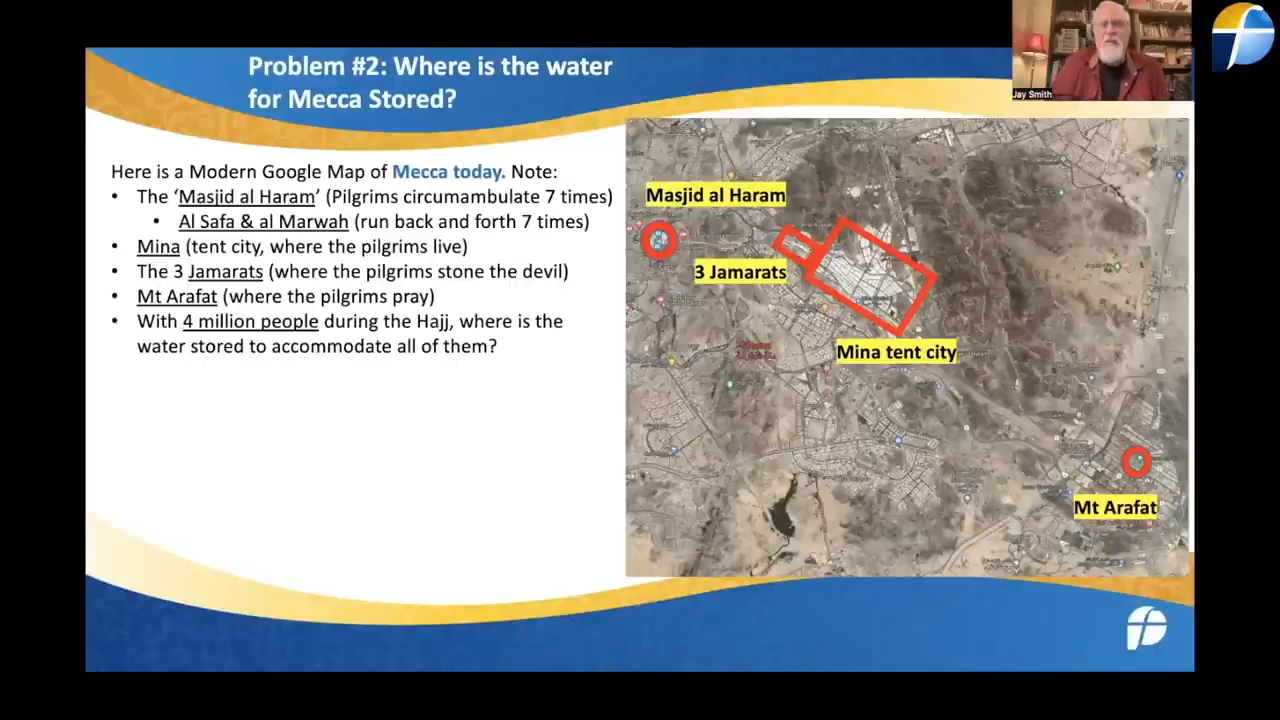 Problem #2: Where is the water
for Mecca Stored?
Jay Smith
Here is a Modern Google Map of Mecca today. Note:
• The ‘Masjid al Haram’ (Pilgrims circumambulate 7 times)
• Al Safa & al Marwah (run back and forth 7 times)
• Mina (tent city, where the pilgrims live)
• The 3 Jamarats (where the pilgrims stone the devil)
• Mt Arafat (where the pilgrims pray)
• With 4 million people during the Hajj, where is the
water stored to accommodate all of them?
Masjid al Haram
3 Jamarats
Mina tent city
Mt Arafat